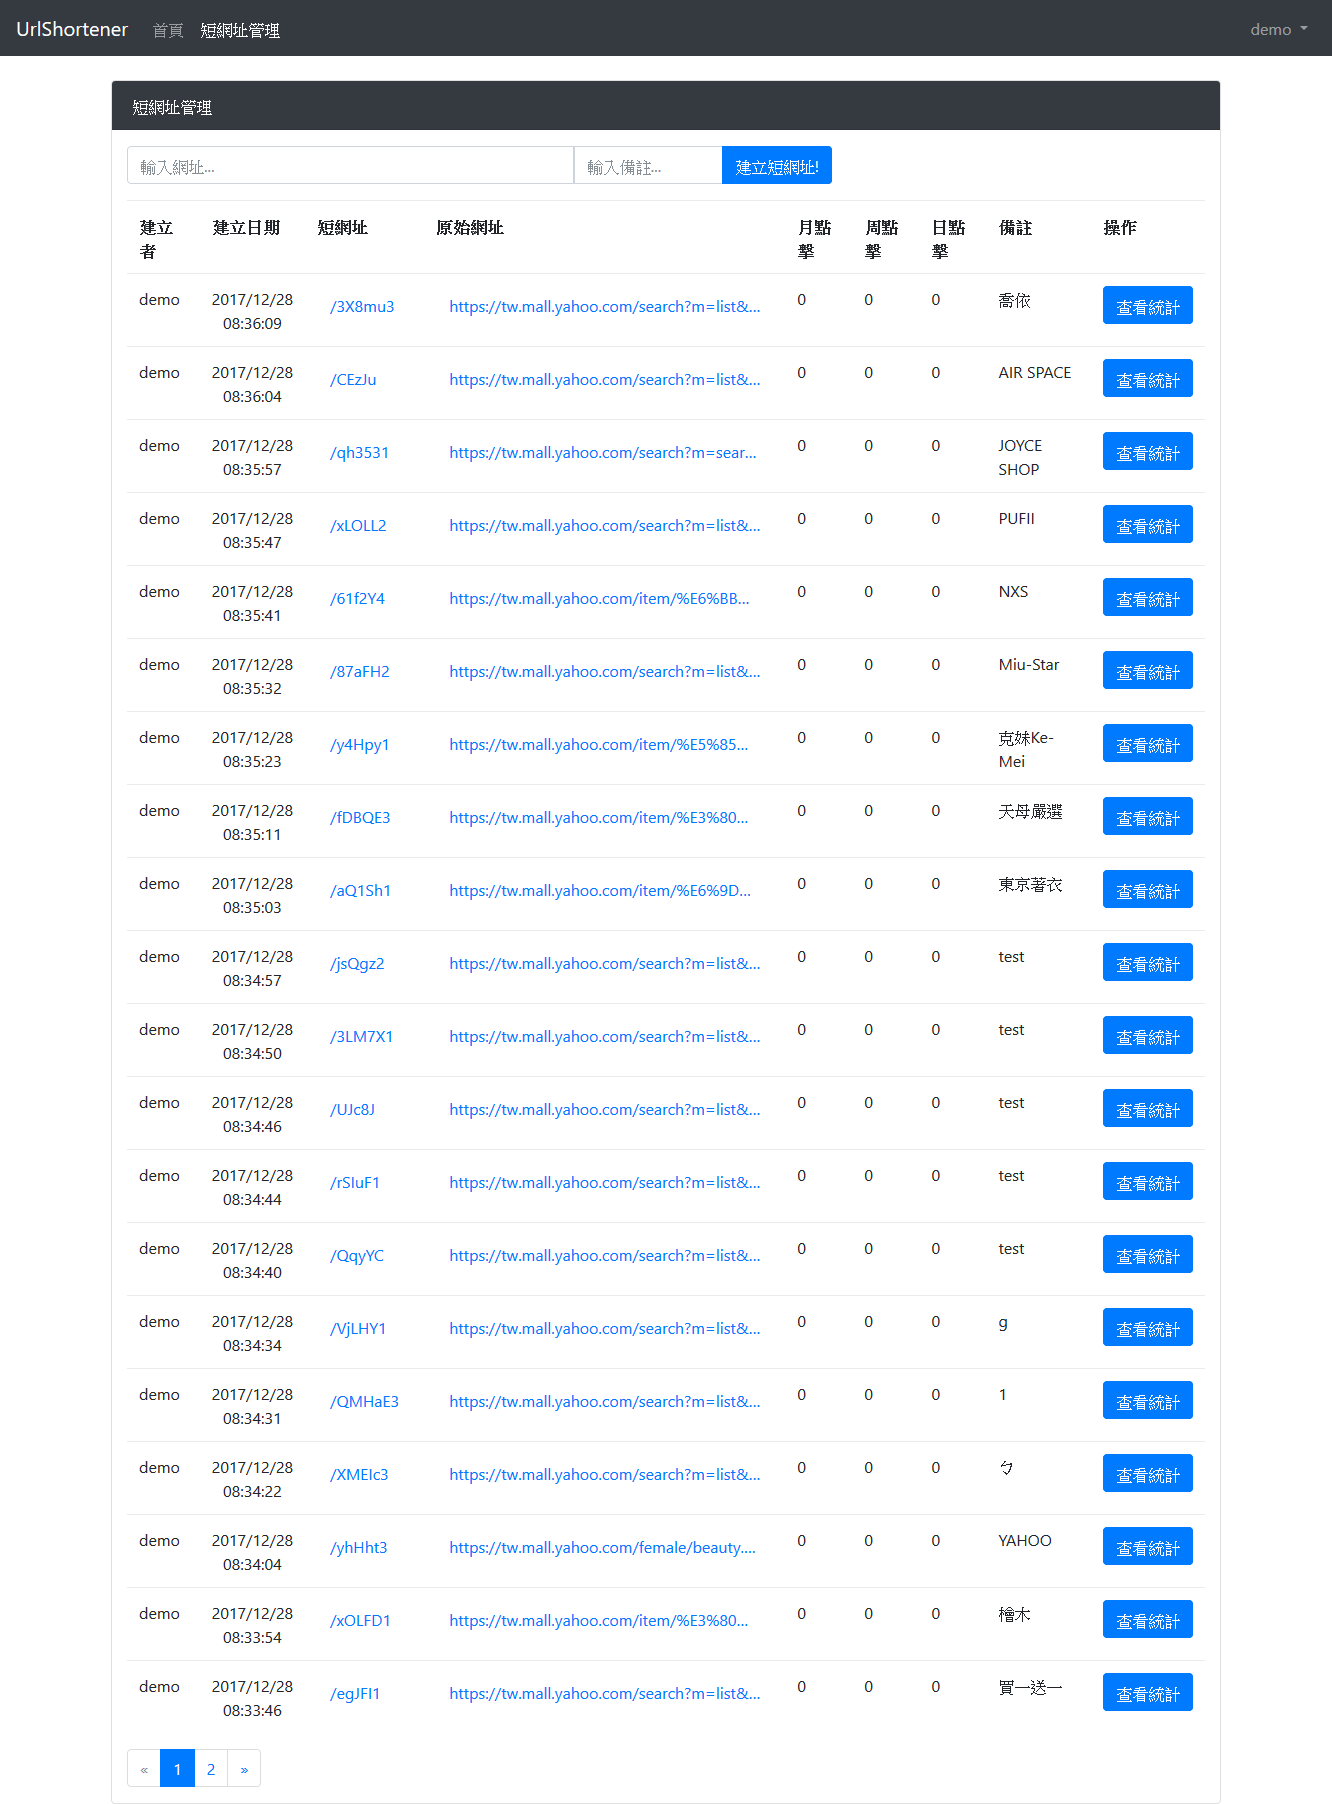 UrlShortener 首頁 短網址管理 demo
短網址管理
輸入網址... 輸入備註... 建立短網址!
建立者 建立日期 短網址 原始網址 月點擊 周點擊 日點擊 備註 操作
demo 2017/12/28 08:36:09 /3X8mu3 https://tw.mall.yahoo.com/search?m=list&... 0 0 0 喬依 查看統計
demo 2017/12/28 08:36:04 /CEzJu https://tw.mall.yahoo.com/search?m=list&... 0 0 0 AIR SPACE 查看統計
demo 2017/12/28 08:35:57 /qh3531 https://tw.mall.yahoo.com/search?m=sear... 0 0 0 JOYCE SHOP 查看統計
demo 2017/12/28 08:35:47 /xLOLL2 https://tw.mall.yahoo.com/search?m=list&... 0 0 0 PUFII 查看統計
demo 2017/12/28 08:35:41 /61f2Y4 https://tw.mall.yahoo.com/item/%E6%BB... 0 0 0 NXS 查看統計
demo 2017/12/28 08:35:32 /87aFH2 https://tw.mall.yahoo.com/search?m=list&... 0 0 0 Miu-Star 查看統計
demo 2017/12/28 08:35:23 /y4Hpy1 https://tw.mall.yahoo.com/item/%E5%85... 0 0 0 克妹Ke-Mei 查看統計
demo 2017/12/28 08:35:11 /fDBQE3 https://tw.mall.yahoo.com/item/%E3%80... 0 0 0 天母嚴選 查看統計
demo 2017/12/28 08:35:03 /aQ1Sh1 https://tw.mall.yahoo.com/item/%E6%9D... 0 0 0 東京著衣 查看統計
demo 2017/12/28 08:34:57 /jsQgz2 https://tw.mall.yahoo.com/search?m=list&... 0 0 0 test 查看統計
demo 2017/12/28 08:34:50 /3LM7X1 https://tw.mall.yahoo.com/search?m=list&... 0 0 0 test 查看統計
demo 2017/12/28 08:34:46 /UJc8J https://tw.mall.yahoo.com/search?m=list&... 0 0 0 test 查看統計
demo 2017/12/28 08:34:44 /rSIuF1 https://tw.mall.yahoo.com/search?m=list&... 0 0 0 test 查看統計
demo 2017/12/28 08:34:40 /QqyYC https://tw.mall.yahoo.com/search?m=list&... 0 0 0 test 查看統計
demo 2017/12/28 08:34:34 /VjLHY1 https://tw.mall.yahoo.com/search?m=list&... 0 0 0 g 查看統計
demo 2017/12/28 08:34:31 /QMHaE3 https://tw.mall.yahoo.com/search?m=list&... 0 0 0 1 查看統計
demo 2017/12/28 08:34:22 /XMEIc3 https://tw.mall.yahoo.com/search?m=list&... 0 0 0 ㄅ 查看統計
demo 2017/12/28 08:34:04 /yhHht3 https://tw.mall.yahoo.com/female/beauty.... 0 0 0 YAHOO 查看統計
demo 2017/12/28 08:33:54 /xOLFD1 https://tw.mall.yahoo.com/item/%E3%80... 0 0 0 檜木 查看統計
demo 2017/12/28 08:33:46 /egJFI1 https://tw.mall.yahoo.com/search?m=list&... 0 0 0 買一送一 查看統計
« 1 2 »